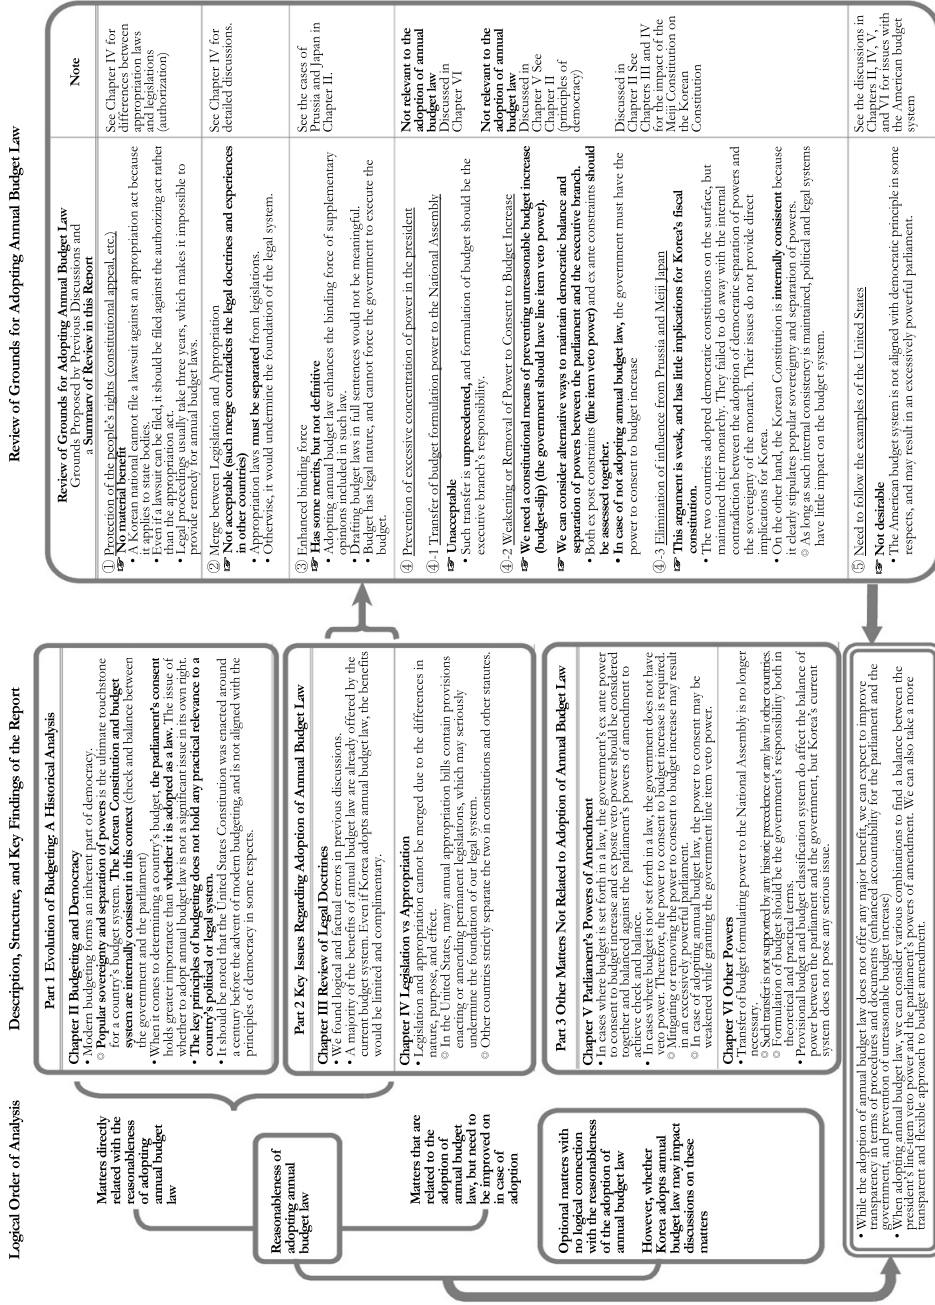 Logical Order of Analysis
Matters directly
related with the
reasonableness
of adopting
annual budget
law
Reasonableness of
adopting annual
budget law
Matters that are
related to the
adoption of
annual budget
law, but need to
be improved on
in case of
adoption
Optional matters with
no logical connection
with the reasonableness
of the adoption of
annual budget law
However, whether
Korea adopts annual
budget law may impact
discussions on these
matters
Description, Structure, and Key Findings of the Report
Part 1 Evolution of Budgeting: A Historical Analysis
Chapter II Budgeting and Democracy
• Modern budgeting forms an inherent part of democracy.
○ Popular sovereignty and separation of powers is the ultimate touchstone
for a country's budget system. The Korean Constitution and budget
system are internally consistent in this context (check and balance between
the government and the parliament)
• When it comes to determining a country's budget, the parliament's consent
holds greater importance than whether it is adopted as a law. The issue of
whether to adopt annual budget law is not a significant issue in its own right.
• The key principles of budgeting does not hold any practical relevance to a
country's political or legal system
• It should be noted that the United States Constitution was enacted around
a century before the advent of modern budgeting, and is not aligned with the
principles of democracy in some respects.
Part 2 Key Issues Regarding Adoption of Annual Budget Law
Chapter III Review of Legal Doctrines
• We found logical and factual errors in previous discussions.
• A majority of the benefits of annual budget law are already offered by the
current budget system. Even if Korea adopts annual budget law, the benefits
would be limited and complimentary.
Chapter IV Legislation vs Appropriation
• Legislation and appropriation cannot be merged due to the differences in
nature, purpose, and effect.
○ In the United States, many appropriation bills contain provisions
enacting or amending permanent legislations, which may seriously
undermine the foundation of our legal system.
○ Other countries strictly separate the two in constitutions and other statutes.
Part 3 Other Matters Not Related to Adoption of Annual Budget Law
Chapter V Parliament's Powers of Amendment
• In cases where budget is set forth in a law, the government's ex ante power
to consent to budget increase and ex post veto power should be considered
together and balanced against the parliament's powers of amendment to
achieve check and balance.
• In cases where budget is not set forth in a law, the government does not have
veto power. Therefore, the power to consent to budget increase is required.
○ Mitigating or removing the power to consent to budget increase may result
in an excessively powerful parliament.
○ In case of adoption of annual budget law, the power to consent may be
weakened while granting the government line item veto power.
Chapter VI Other Powers
• Transfer of budget formulating power to the National Assembly is no longer
necessary.
○ Such transfer is not supported by any historic precedence or any law in other countries.
○ Formulation of budget should be the government's responsibility both in
theoretical and practical terms.
• Provisional budget and budget classification system do affect the balance of
power between the parliament and the government, but Korea's current
system does not pose any serious issue.
• While the adoption of annual budget law does not offer any major benefit, we can expect to improve
transparency in terms of procedures and documents (enhanced accountability for the parliament and the
government, and prevention of unreasonable budget increase)
• When adopting annual budget law, we can consider various combinations to find a balance between the
president's line-item veto power and the parliament's powers of amendment. We can also take a more
transparent and flexible approach to budget amendment.
Review of Grounds for Adopting Annual Budget Law
Review of Grounds for Adopting Annual Budget Law
Grounds Proposed by Previous Discussions and
a Summary of Review in this Report
Note
① Protection of the people's rights (constitutional appeal, etc.)
☞ No material benefit
• A Korean national cannot file a lawsuit against an appropriation act because
it applies to state bodies.
• Even if a lawsuit can be filed, it should be filed against the authorizing act rather
than the appropriation act.
• Legal proceedings usually take three years, which makes it impossible to
provide remedy for annual budget laws.
See Chapter IV for
differences between
appropriation laws
and legislations
(authorization)
② Merge between Legislation and Appropriation
☞ Not acceptable (such merge contradicts the legal doctrines and experiences
in other countries)
• Appropriation laws must be separated from legislations.
• Otherwise, it would undermine the foundation of the legal system.
See Chapter IV for
detailed discussions.
③ Enhanced binding force
☞ Has some merits, but not definitive
• Adopting annual budget law enhances the binding force of supplementary
opinions included in such law.
• Drafting budget laws in full sentences would not be meaningful.
• Budget has legal nature, and cannot force the government to execute the
budget.
See the cases of
Prussia and Japan in
Chapter II.
④ Prevention of excessive concentration of power in the president
④-1 Transfer of budget formulation power to the National Assembly
☞ Unacceptable
• Such transfer is unprecedented, and formulation of budget should be the
executive branch's responsibility.
Not relevant to the
adoption of annual
budget law
Discussed in
Chapter VI
④-2 Weakening or Removal of Power to Consent to Budget Increase
☞ We need a constitutional means of preventing unreasonable budget increase
(budget-slip) (the government should have line item veto power).
☞ We can consider alternative ways to maintain democratic balance and
separation of powers between the parliament and the executive branch.
• Both ex post constraints (line item veto power) and ex ante constraints should
be assessed together.
• In case of not adopting annual budget law, the government must have the
power to consent to budget increase
Not relevant to the
adoption of annual
budget law
Discussed in
Chapter V See
Chapter II
(principles of
democracy)
④-3 Elimination of influence from Prussia and Meiji Japan
☞ This argument is weak, and has little implications for Korea's fiscal
constitution.
• The two countries adopted democratic constitutions on the surface, but
maintained their monarchy. They failed to do away with the internal
contradiction between the adoption of democratic separation of powers and
the sovereignty of the monarch. Their issues do not provide direct
implications for Korea.
• On the other hand, the Korean Constitution is internally consistent because
it clearly stipulates popular sovereignty and separation of powers.
○ As long as such internal consistency is maintained, political and legal systems
have little impact on the budget system.
Discussed in
Chapter II See
Chapters III and IV
for the impact of the
Meiji Constitution on
the Korean
Constitution
⑤ Need to follow the examples of the United States
☞ Not desirable
• The American budget system is not aligned with democratic principle in some
respects, and may result in an excessively powerful parliament.
See the discussions in
Chapters II, IV, V,
and VI for issues with
the American budget
system